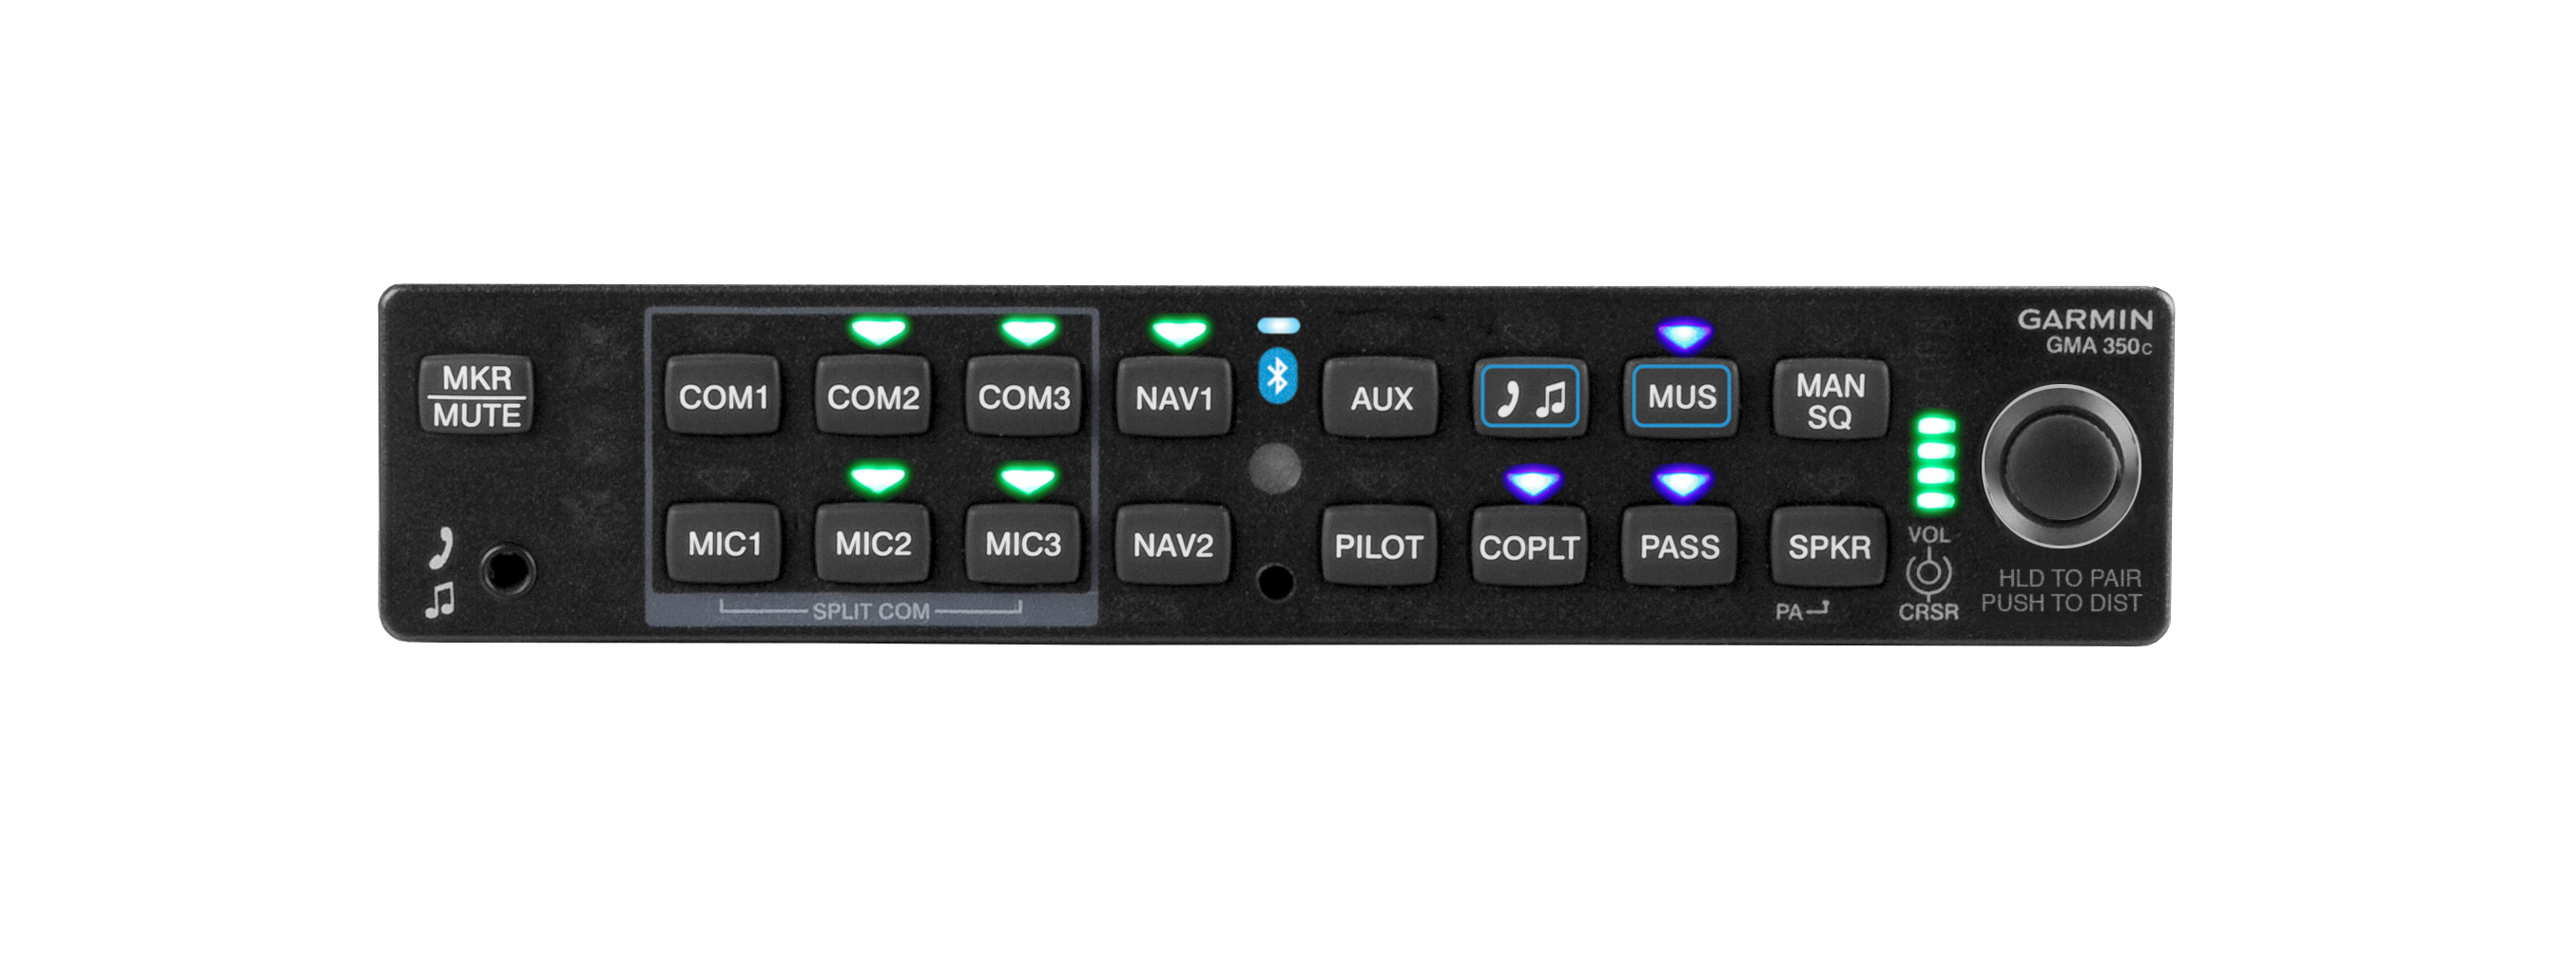 GARMIN
GMA 350c
MKR
MUTE
COM1
COM2
COM3
NAV1
AUX
MUS
MAN
SQ
MIC1
MIC2
MIC3
NAV2
PILOT
COPLT
PASS
SPKR
SPLIT COM
PA
VOL
CRSR
HLD TO PAIR
PUSH TO DIST